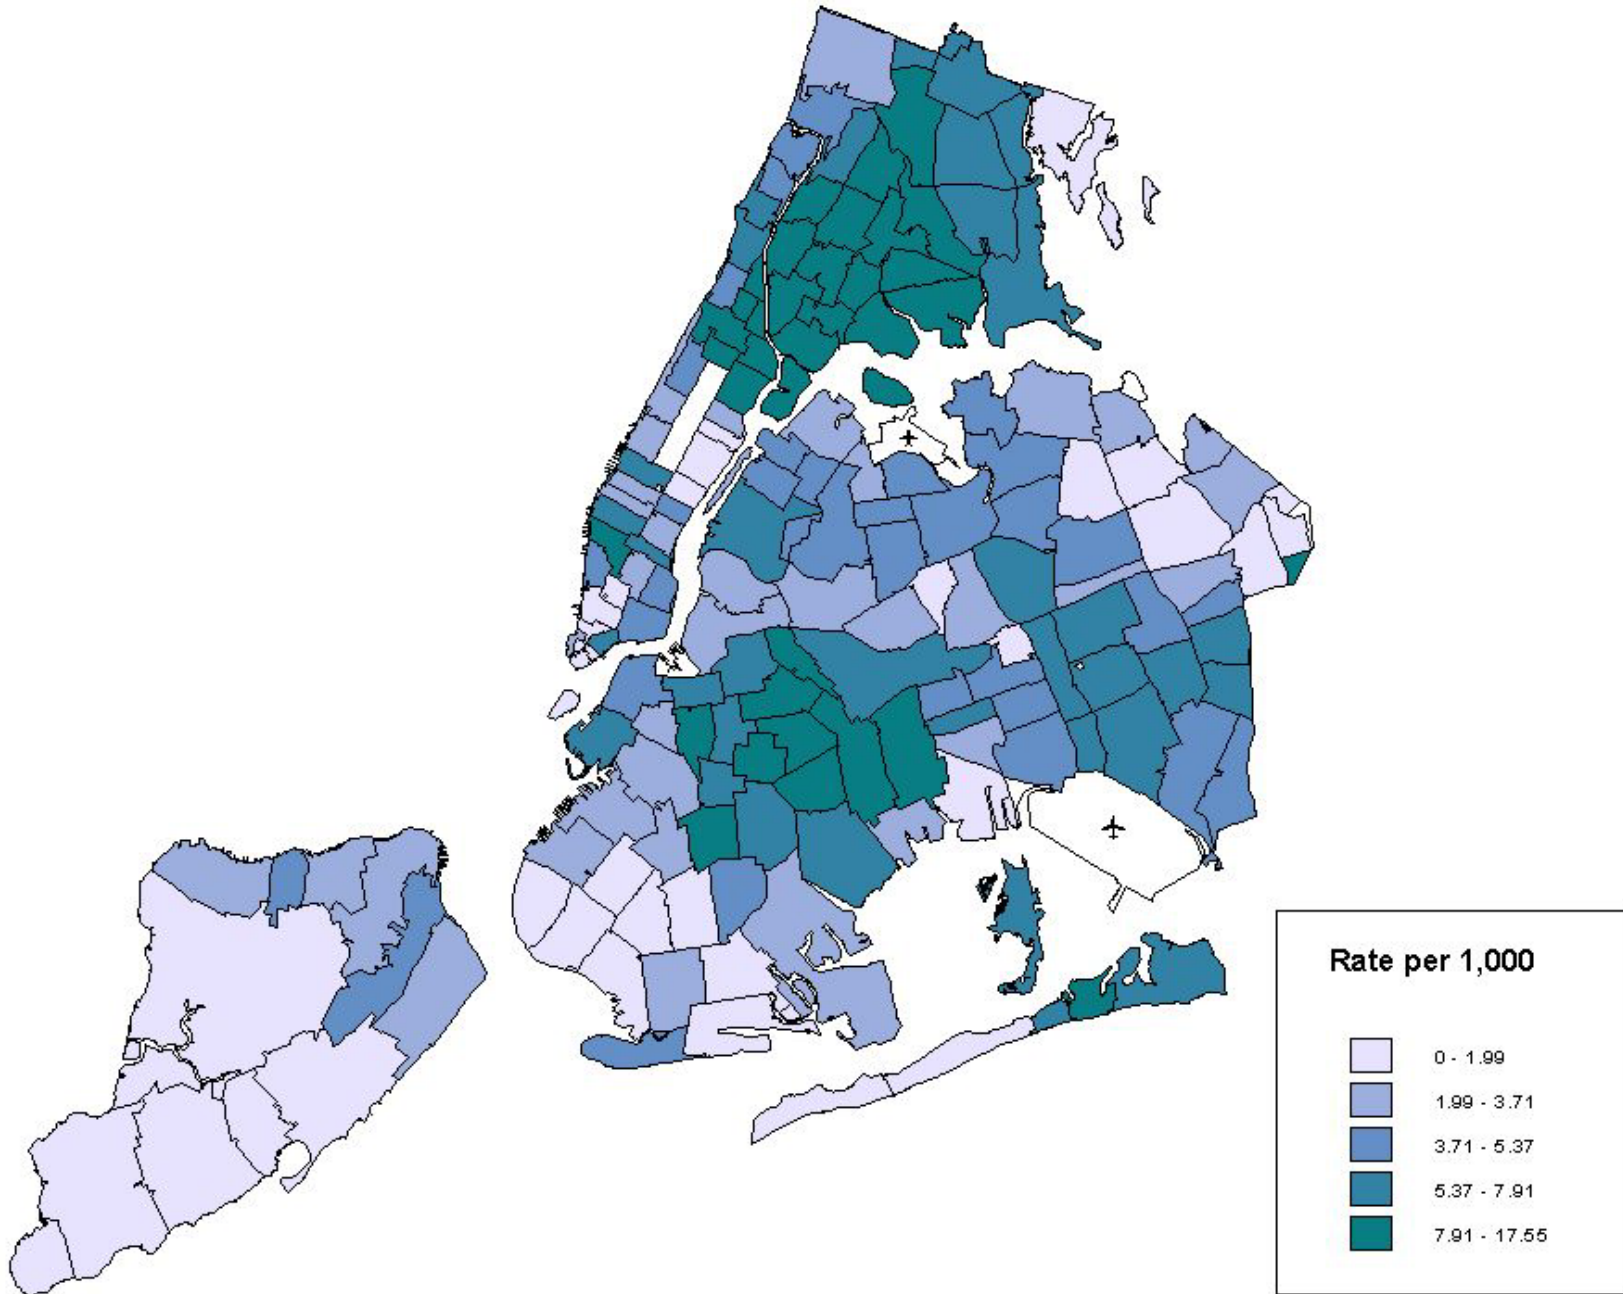 Rate per 1,000
0 - 1.99
1.99 - 3.71
3.71 - 5.37
5.37 - 7.91
7.91 - 17.55